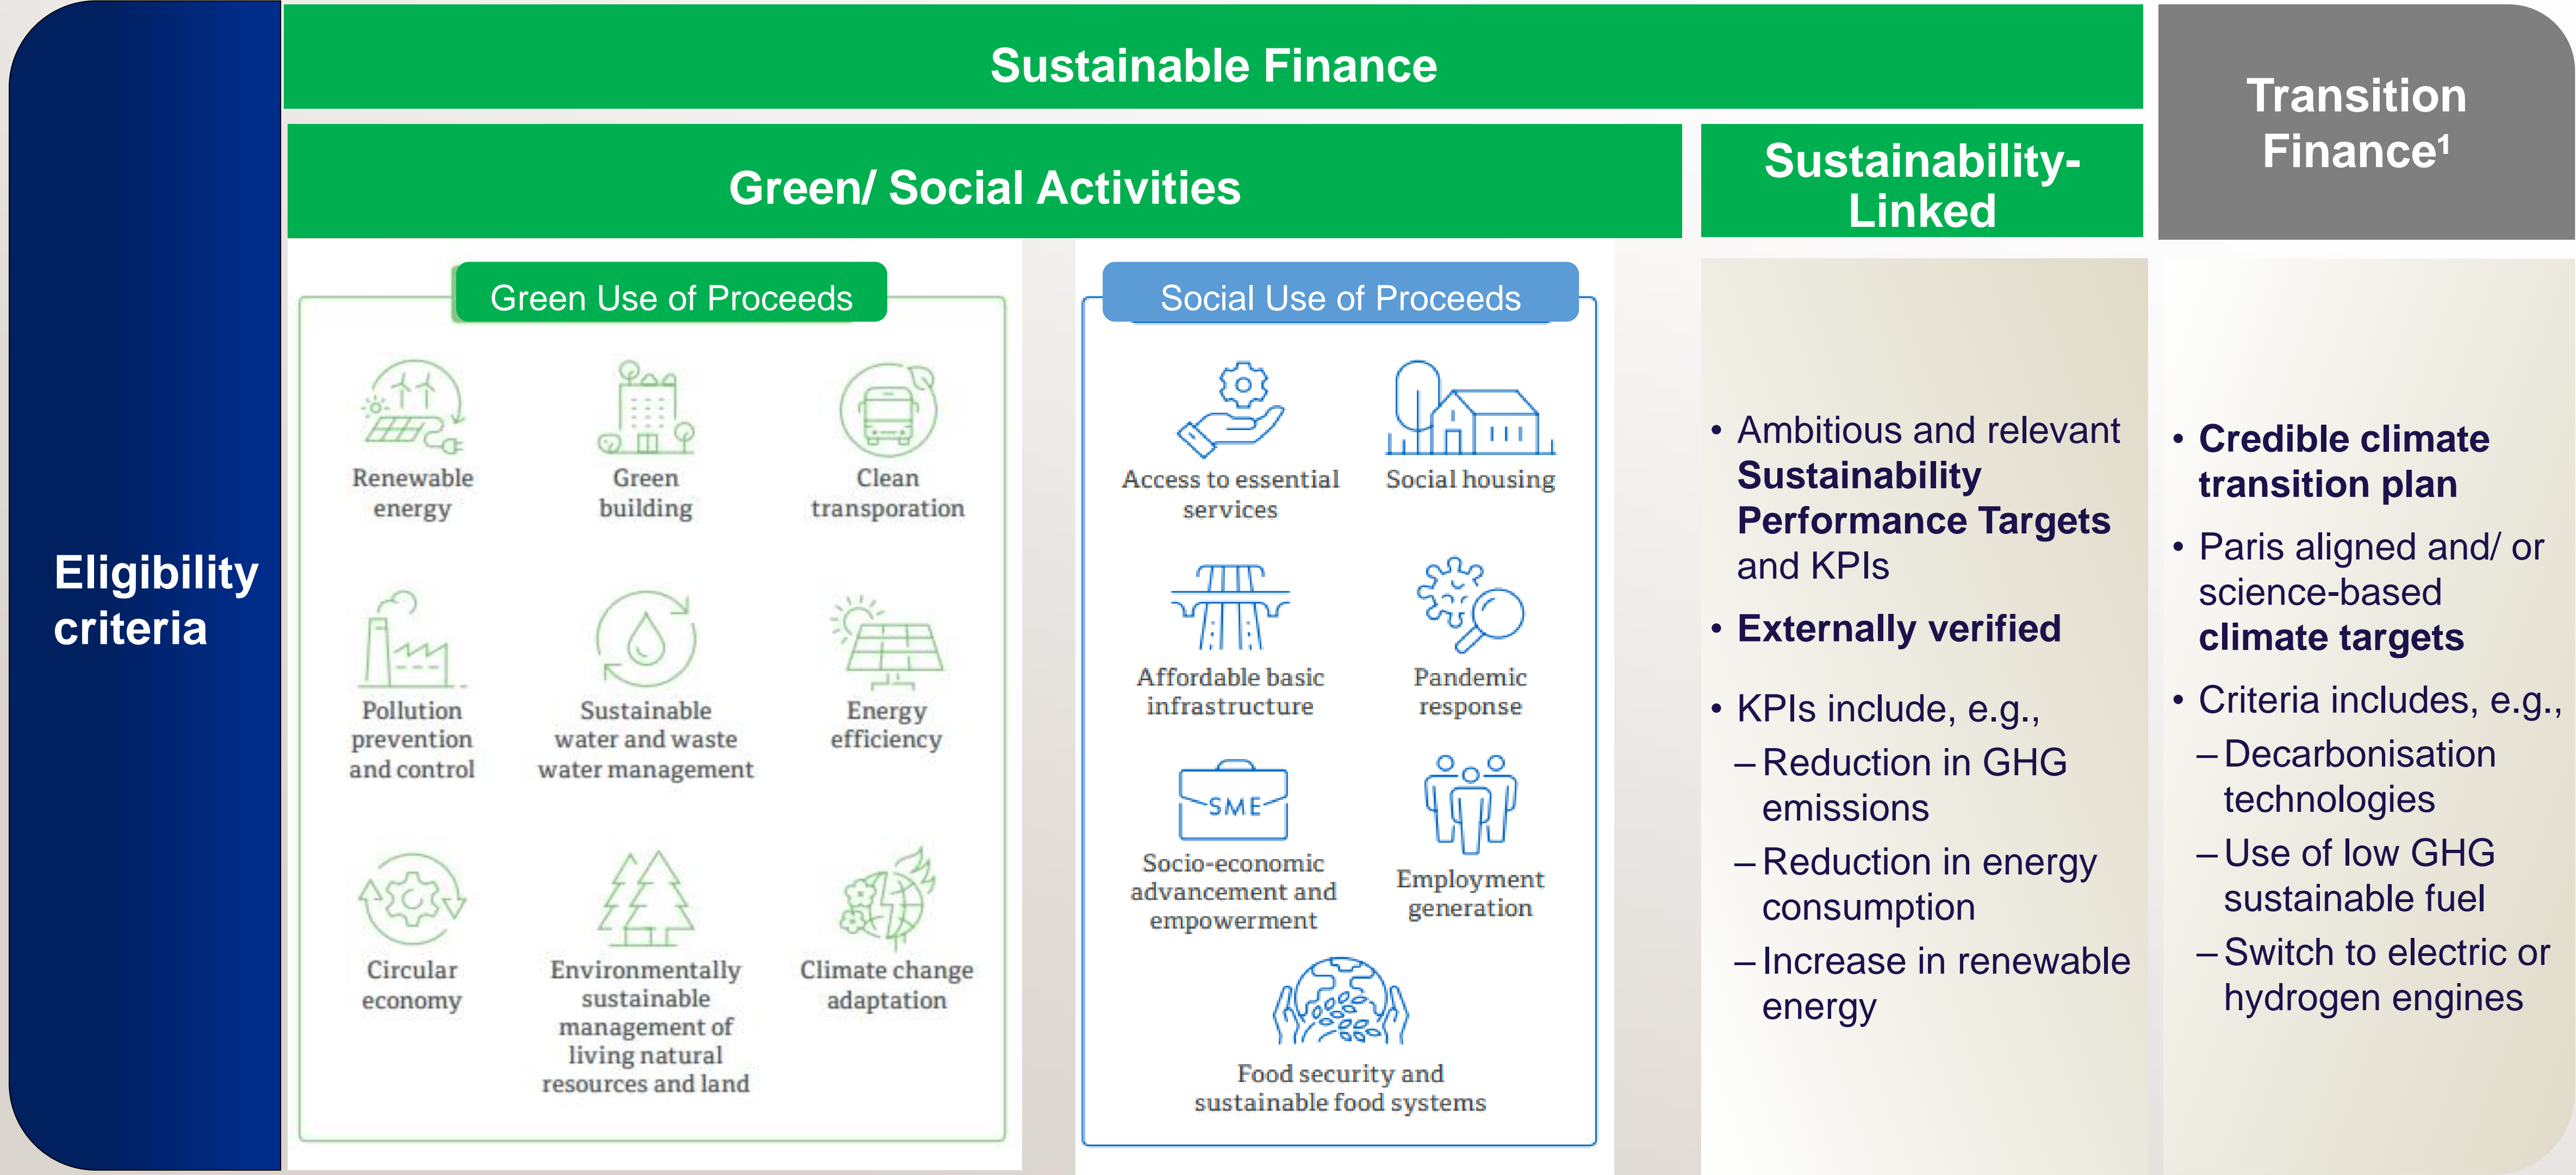 Sustainable Finance
Transition
Finance¹
Green/ Social Activities
Sustainability-
Linked
Eligibility
criteria
Green Use of Proceeds
Renewable
energy
Green
building
Clean
transporation
Pollution
prevention
and control
Sustainable
water and waste
water management
Energy
efficiency
Circular
economy
Environmentally
sustainable
management of
living natural
resources and land
Climate change
adaptation
Social Use of Proceeds
Access to essential
services
Social housing
Affordable basic
infrastructure
Pandemic
response
SME
Socio-economic
advancement and
empowerment
Employment
generation
Food security and
sustainable food systems
• Ambitious and relevant
Sustainability
Performance Targets
and KPIs
• Externally verified
• KPIs include, e.g.,
– Reduction in GHG
emissions
– Reduction in energy
consumption
– Increase in renewable
energy
• Credible climate
transition plan
• Paris aligned and/ or
science-based
climate targets
• Criteria includes, e.g.,
– Decarbonisation
technologies
– Use of low GHG
sustainable fuel
– Switch to electric or
hydrogen engines